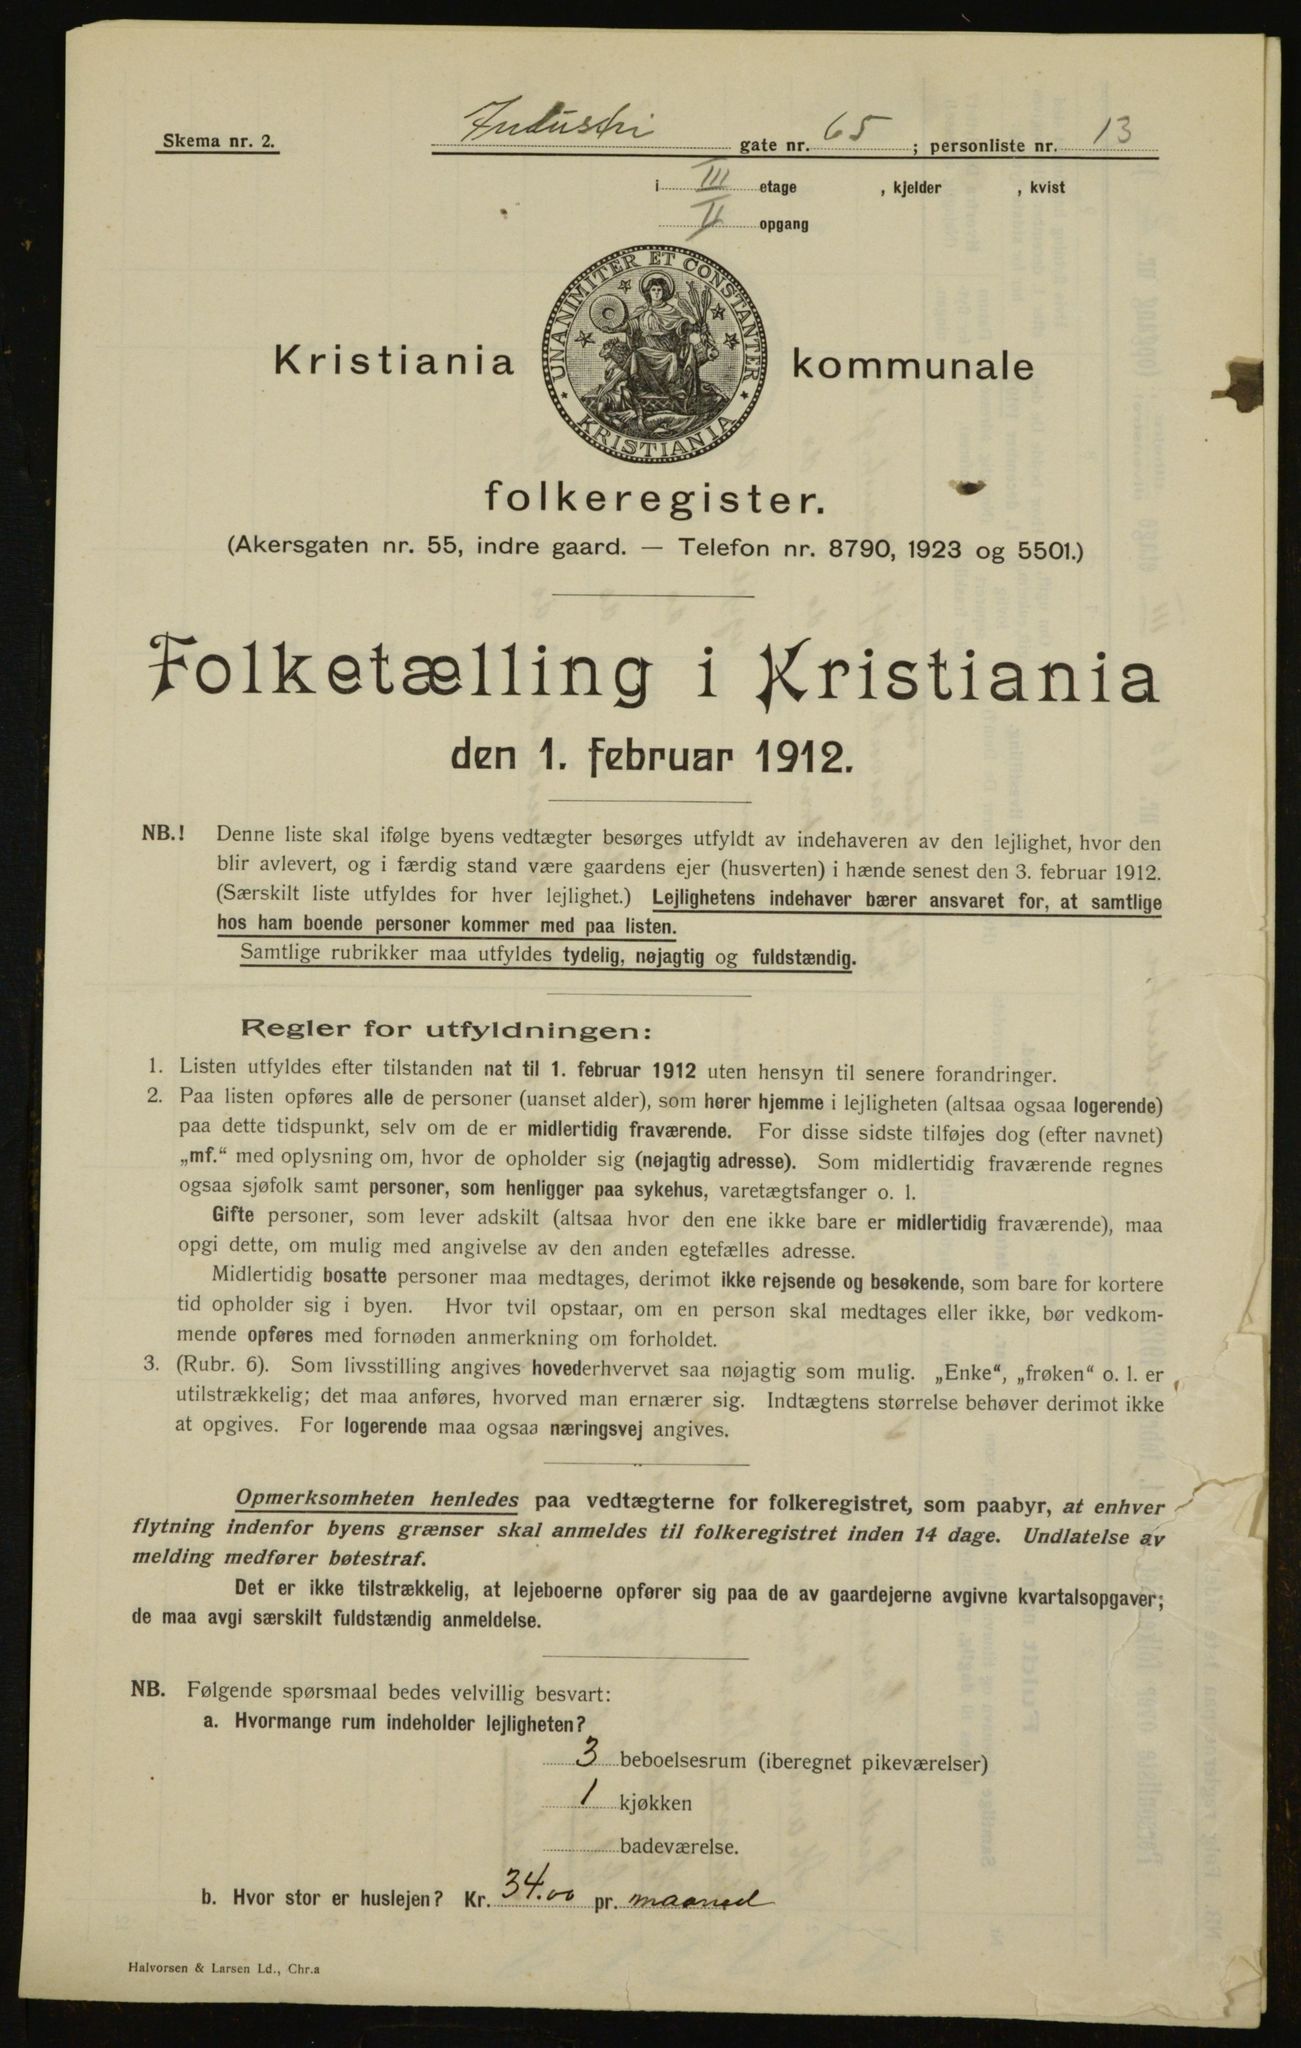 Skema nr. 2.
Industri gate nr. 65 ; personliste nr. 13
i III etage , kjelder , kvist
II opgang
UNANIMITER ET CONSTANTER
KRISTIANIA
Kristiania kommunale
folkeregister.
(Akersgaten nr. 55, indre gaard. — Telefon nr. 8790, 1923 og 5501.)
Folketælling i Kristiania
den 1. februar 1912.
NB.! Denne liste skal ifølge byens vedtægter besørges utfyldt av indehaveren av den lejlighet, hvor den
blir avlevert, og i færdig stand være gaardens ejer (husverten) i hænde senest den 3. februar 1912.
(Særskilt liste utfyldes for hver lejlighet.) Lejlighetens indehaver bærer ansvaret for, at samtlige
hos ham boende personer kommer med paa listen.
Samtlige rubrikker maa utfyldes tydelig, nøjagtig og fuldstændig.
Regler for utfyldningen:
1. Listen utfyldes efter tilstanden nat til 1. februar 1912 uten hensyn til senere forandringer.
2. Paa listen opføres alle de personer (uanset alder), som hører hjemme i lejligheten (altsaa ogsaa logerende)
paa dette tidspunkt, selv om de er midlertidig fraværende. For disse sidste tilføjes dog (efter navnet)
„mf.“ med oplysning om, hvor de opholder sig (nøjagtig adresse). Som midlertidig fraværende regnes
ogsaa sjøfolk samt personer, som henligger paa sykehus, varetægtsfanger o. l.
Gifte personer, som lever adskilt (altsaa hvor den ene ikke bare er midlertidig fraværende), maa
opgi dette, om mulig med angivelse av den anden egtefælles adresse.
Midlertidig bosatte personer maa medtages, derimot ikke rejsende og besøkende, som bare for kortere
tid opholder sig i byen. Hvor tvil opstaar, om en person skal medtages eller ikke, bør vedkom-
mende opføres med fornøden anmerkning om forholdet.
3. (Rubr. 6). Som livsstilling angives hovederhvervet saa nøjagtig som mulig. „Enke“, „frøken“ o. l. er
utilstrækkelig; det maa anføres, hvorved man ernærer sig. Indtægtens størrelse behøver derimot ikke
at opgives. For logerende maa ogsaa næringsvej angives.
Opmerksomheten henledes paa vedtægterne for folkeregistret, som paabyr, at enhver
flytning indenfor byens grænser skal anmeldes til folkeregistret inden 14 dage. Undlatelse av
melding medfører bøtestraf.
Det er ikke tilstrækkelig, at lejeboerne opfører sig paa de av gaardejerne avgivne kvartalsopgaver;
de maa avgi særskilt fuldstændig anmeldelse.
NB. Følgende spørsmaal bedes velvillig besvart:
a. Hvormange rum indeholder lejligheten?
3 beboelsesrum (iberegnet pikeværelser)
1 kjøkken
badeværelse.
b. Hvor stor er huslejen? Kr. 34.00 pr. maaned
Halvorsen & Larsen Ld., Chr.a